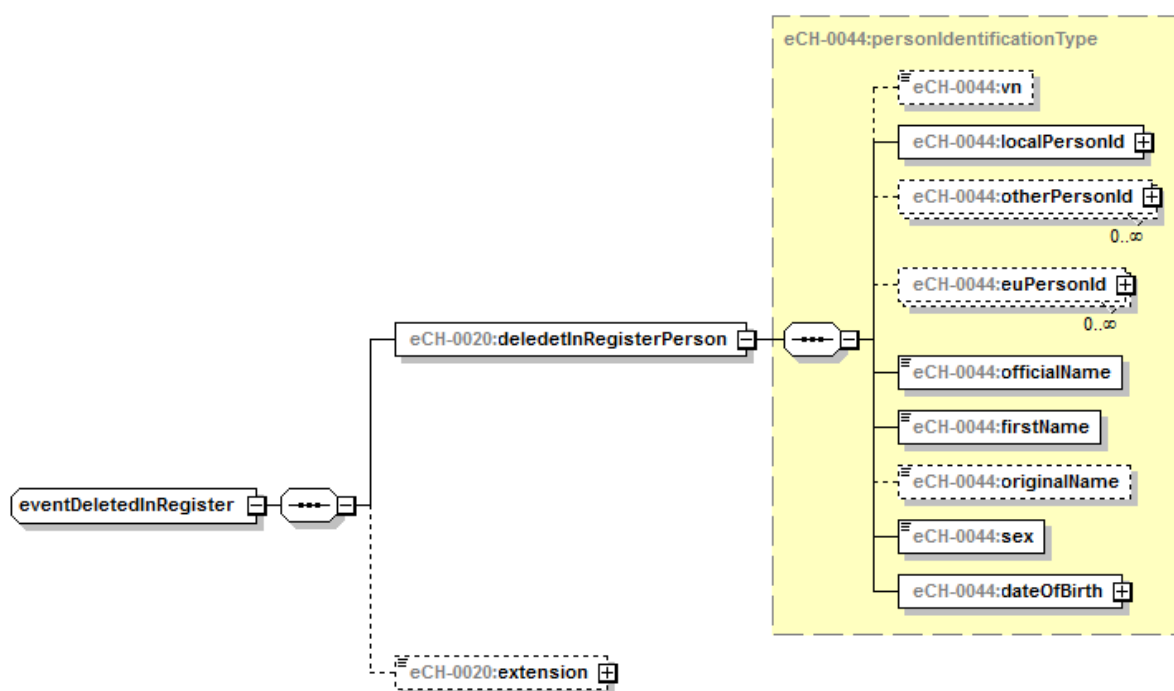 eCH-0044:personIdentificationType
eCH-0044:vn
eCH-0044:localPersonId
eCH-0044:otherPersonId
0..∞
eCH-0044:euPersonId
0..∞
eCH-0020:deledetInRegisterPerson
eCH-0044:officialName
eCH-0044:firstName
eCH-0044:originalName
eventDeletedInRegister
eCH-0044:sex
eCH-0044:dateOfBirth
eCH-0020:extension